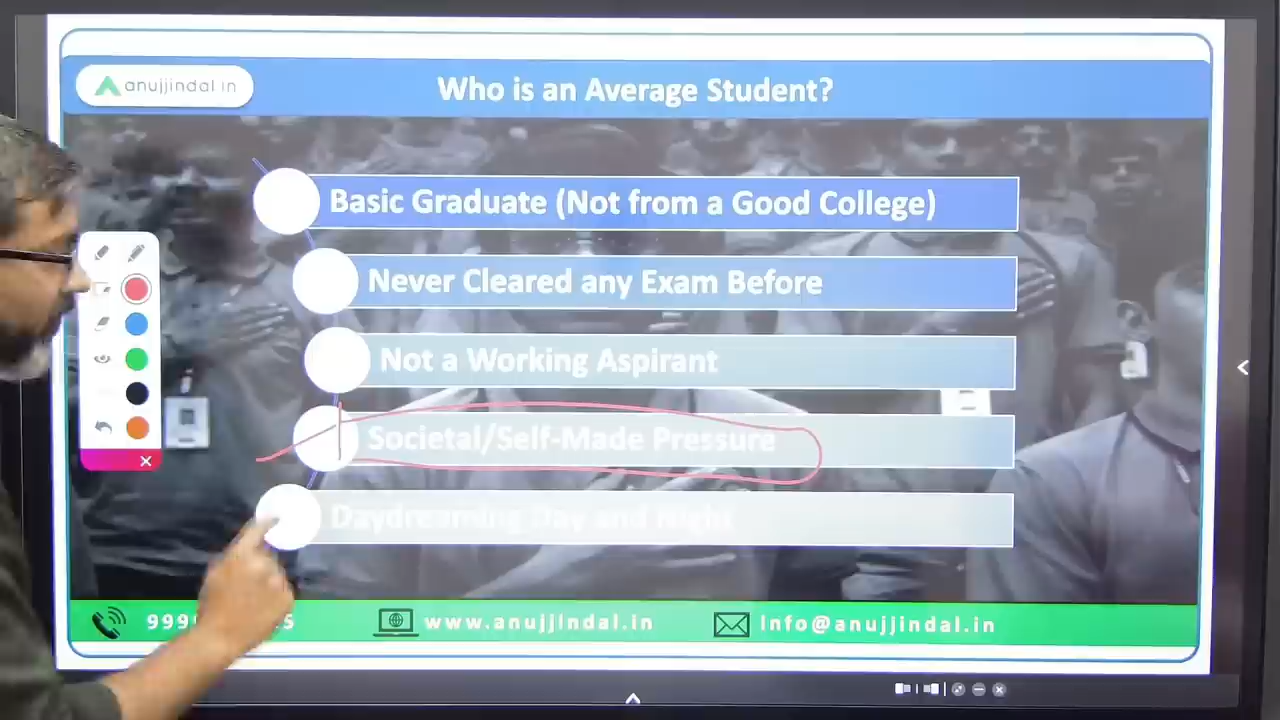 anujjindal.in
Who is an Average Student?
Basic Graduate (Not from a Good College)
Never Cleared any Exam Before
Not a Working Aspirant
Societal/Self-Made Pressure
Daydreaming Day and Night
www.anujjindal.in
info@anujjindal.in